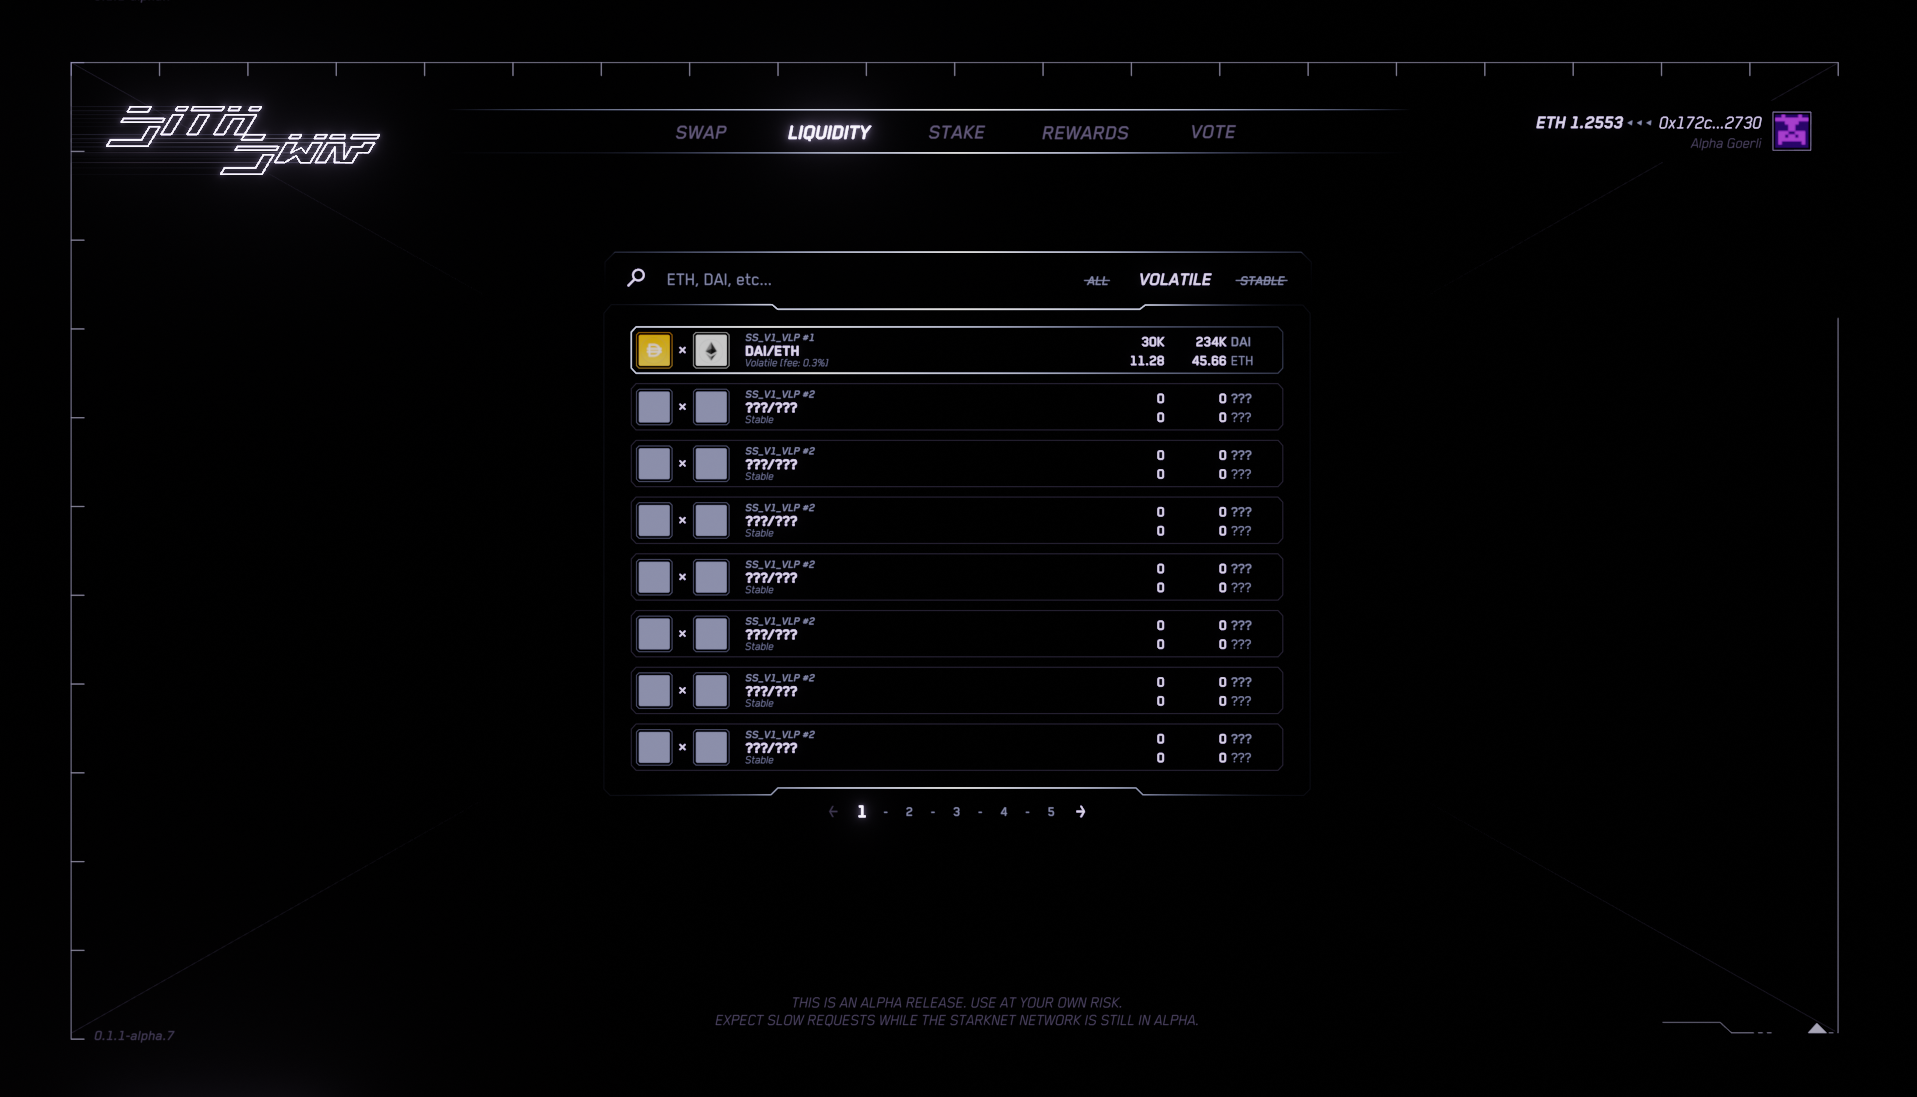 SITH
SWAP
SWAP LIQUIDITY STAKE REWARDS VOTE
ETH 1.2553 0x172c...2730
Alpha Goerli
ETH, DAI, etc... ALL VOLATILE STABLE
SS_V1_VLP #1
DAI/ETH
Volatile (fee: 0.3%)
30K 234K DAI
11.28 45.66 ETH
SS_V1_VLP #2
???/???
Stable
0 0 ???
0 0 ???
SS_V1_VLP #2
???/???
Stable
0 0 ???
0 0 ???
SS_V1_VLP #2
???/???
Stable
0 0 ???
0 0 ???
SS_V1_VLP #2
???/???
Stable
0 0 ???
0 0 ???
SS_V1_VLP #2
???/???
Stable
0 0 ???
0 0 ???
SS_V1_VLP #2
???/???
Stable
0 0 ???
0 0 ???
SS_V1_VLP #2
???/???
Stable
0 0 ???
0 0 ???
← 1 - 2 - 3 - 4 - 5 →
THIS IS AN ALPHA RELEASE. USE AT YOUR OWN RISK.
EXPECT SLOW REQUESTS WHILE THE STARKNET NETWORK IS STILL IN ALPHA.
0.1.1-alpha.7